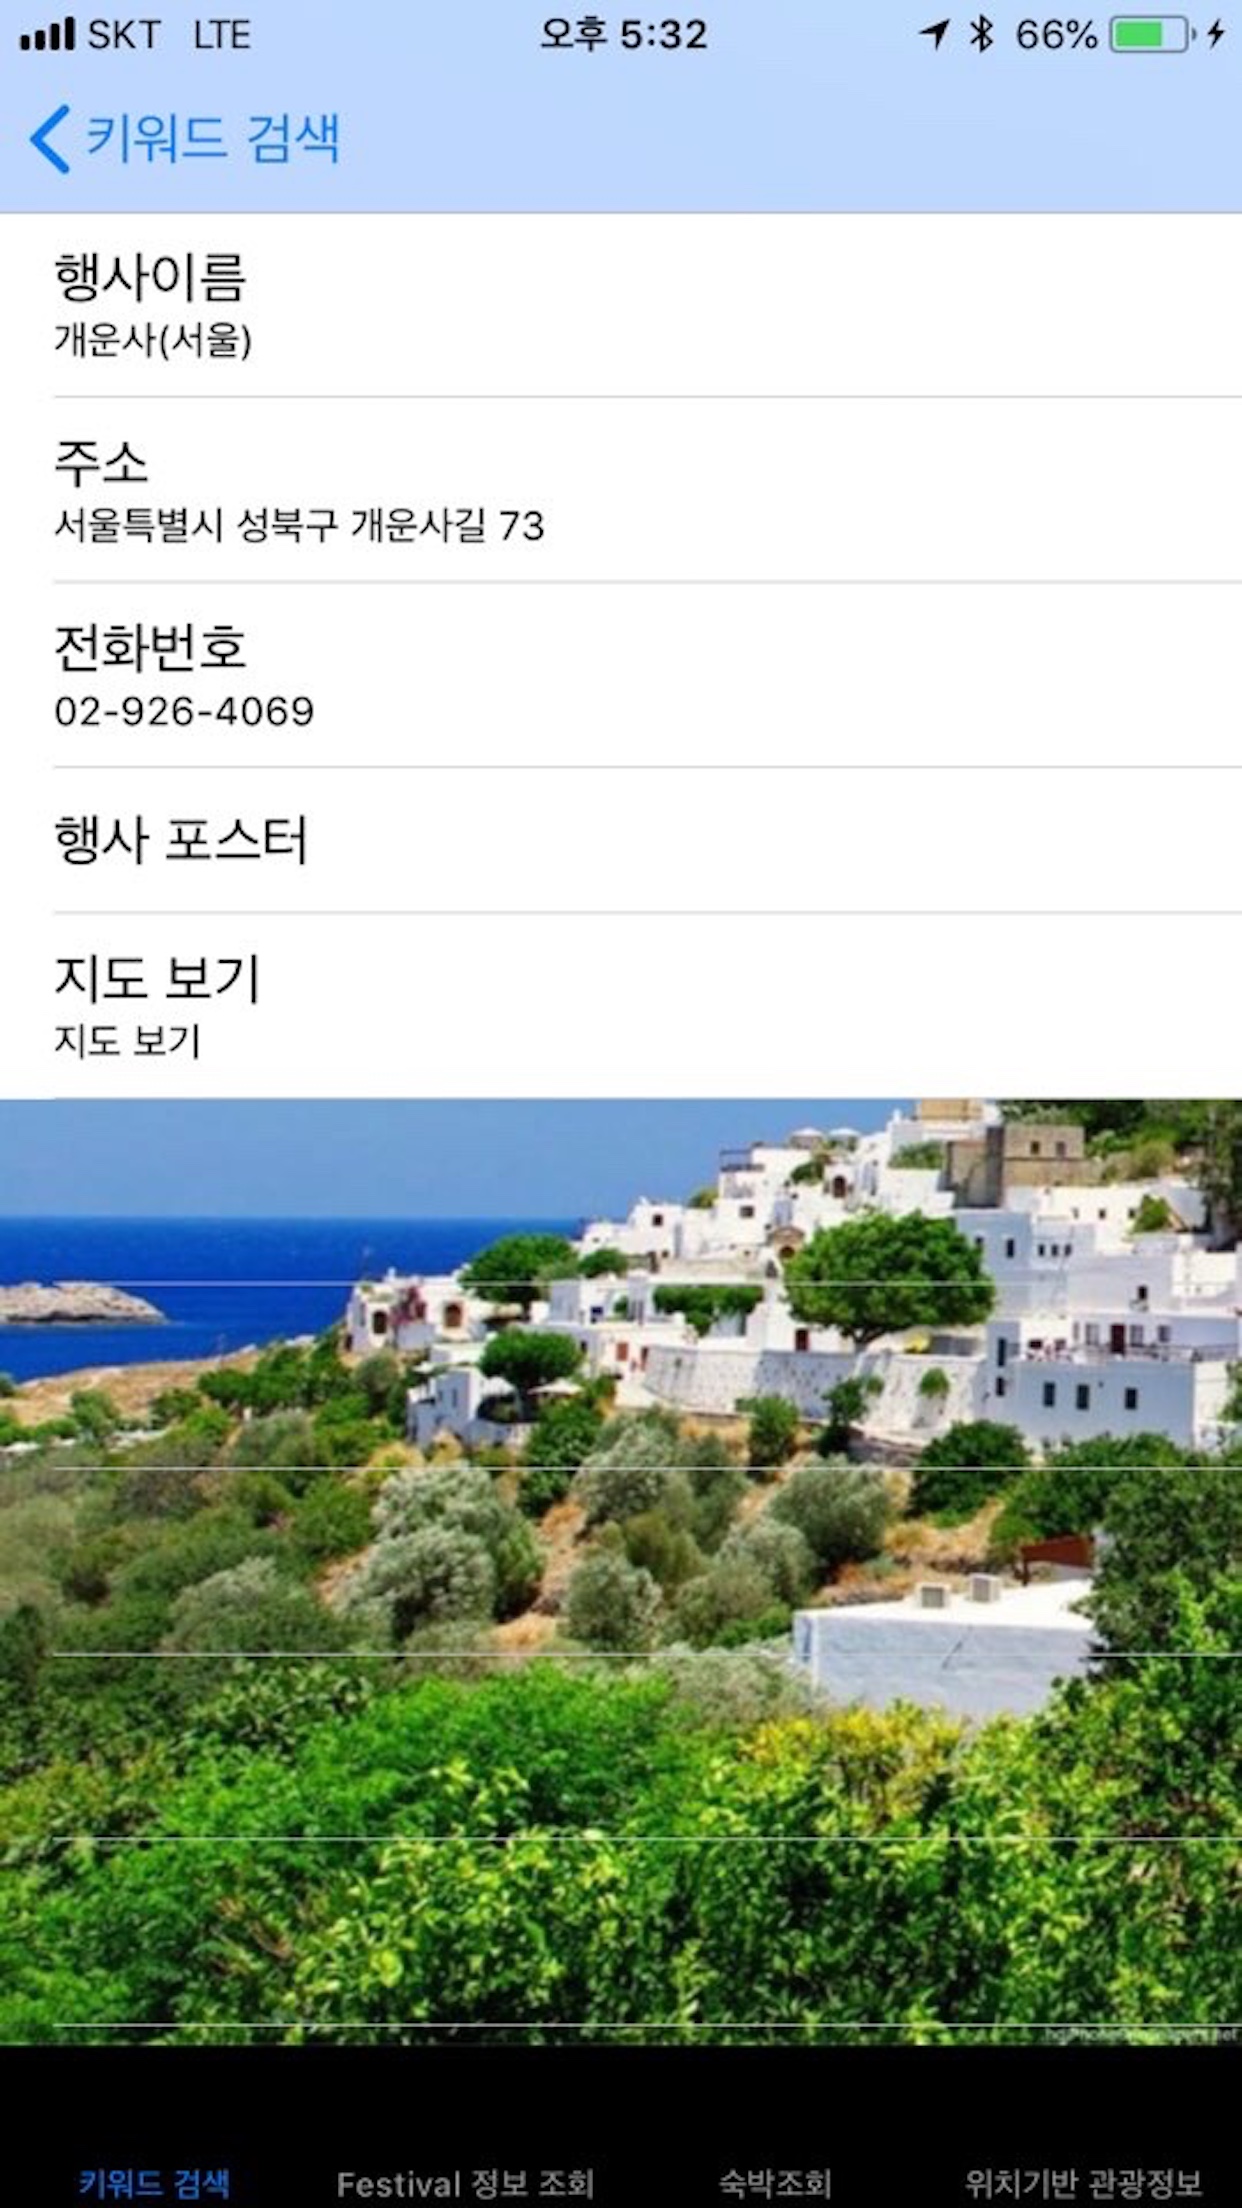 SKT LTE 오후 5:32 66%
키워드 검색
행사이름
개운사(서울)
주소
서울특별시 성북구 개운사길 73
전화번호
02-926-4069
행사 포스터
지도 보기
지도 보기
키워드 검색 Festival 정보 조회 숙박조회 위치기반 관광정보